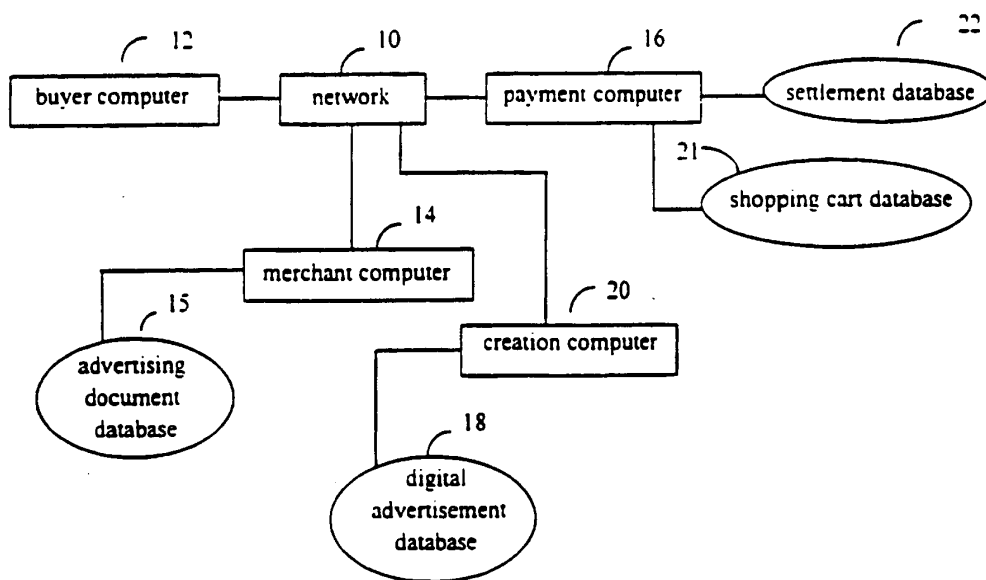 12
10
16
22
buyer computer
network
payment computer
settlement database
21
shopping cart database
14
merchant computer
20
creation computer
15
advertising
document
database
18
digital
advertisement
database